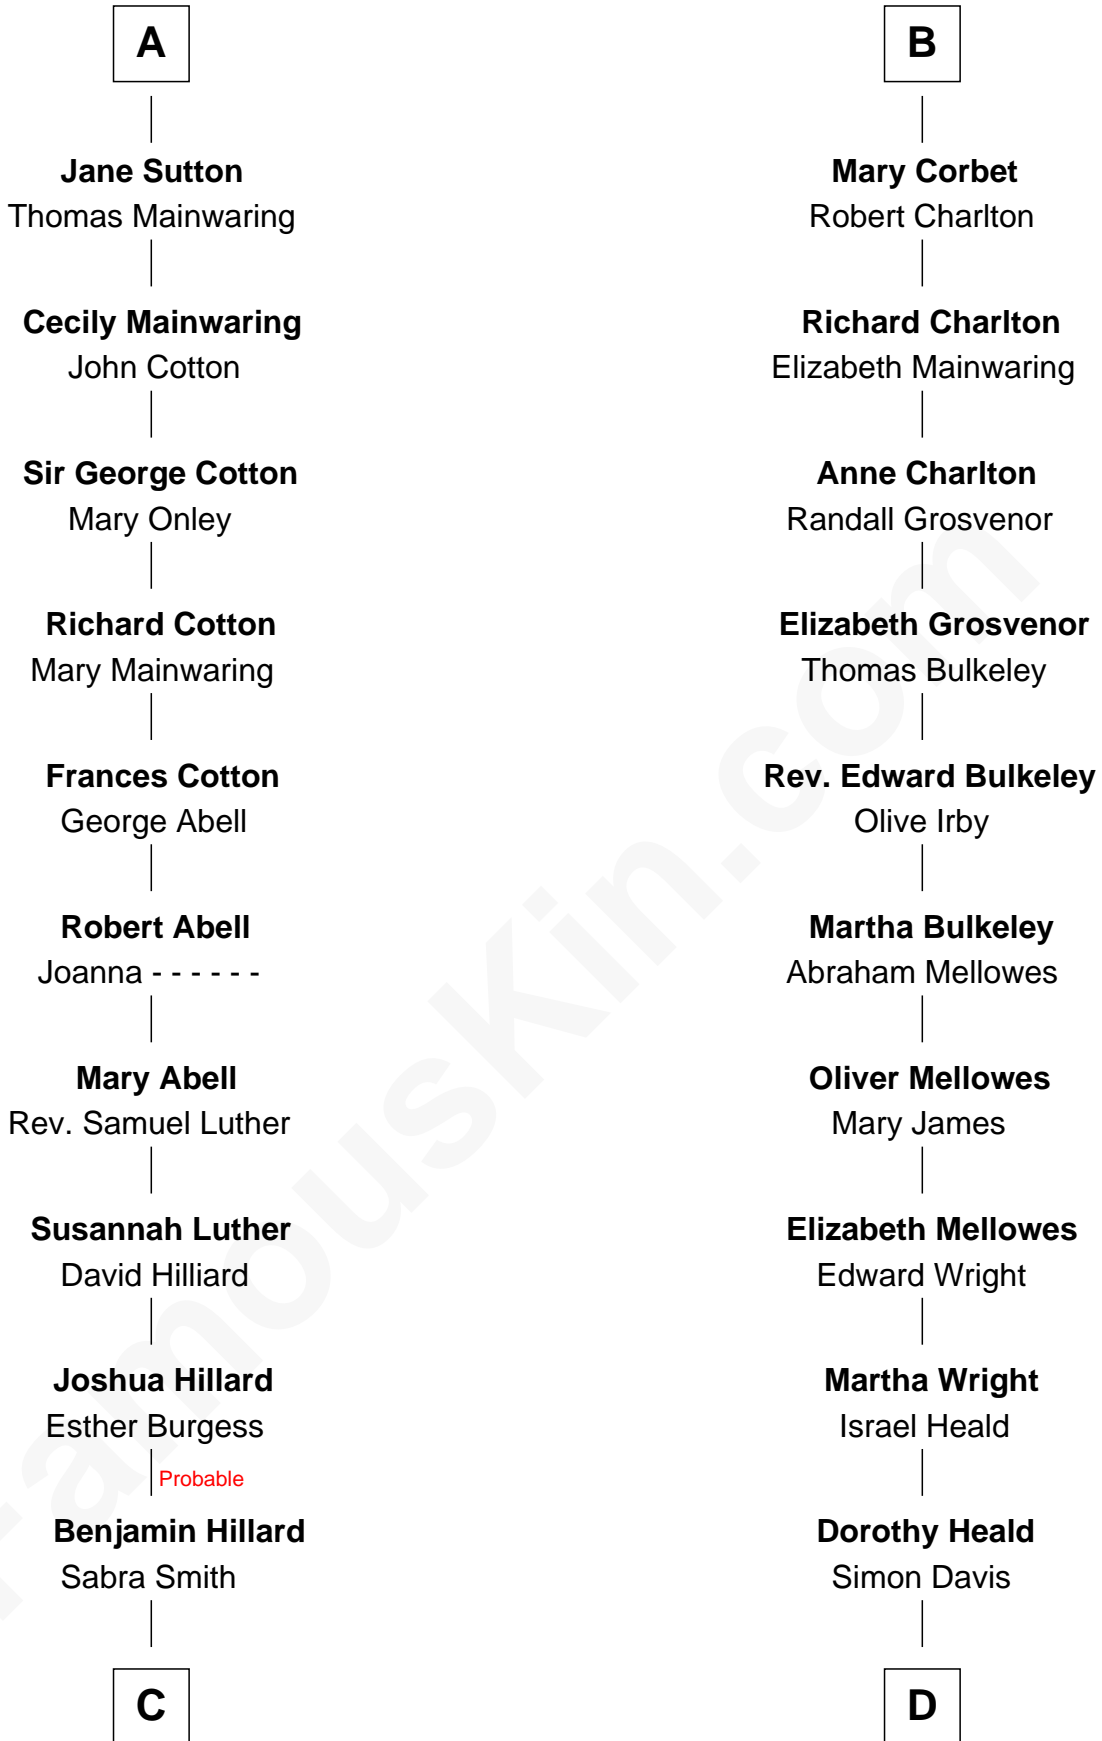 A
Jane Sutton
Thomas Mainwaring
Cecily Mainwaring
John Cotton
Sir George Cotton
Mary Onley
Richard Cotton
Mary Mainwaring
Frances Cotton
George Abell
Robert Abell
Joanna - - - - - -
Mary Abell
Rev. Samuel Luther
Susannah Luther
David Hilliard
Joshua Hillard
Esther Burgess
Probable
Benjamin Hillard
Sabra Smith
C
B
Mary Corbet
Robert Charlton
Richard Charlton
Elizabeth Mainwaring
Anne Charlton
Randall Grosvenor
Elizabeth Grosvenor
Thomas Bulkeley
Rev. Edward Bulkeley
Olive Irby
Martha Bulkeley
Abraham Mellowes
Oliver Mellowes
Mary James
Elizabeth Mellowes
Edward Wright
Martha Wright
Israel Heald
Dorothy Heald
Simon Davis
D
FamousKin.com